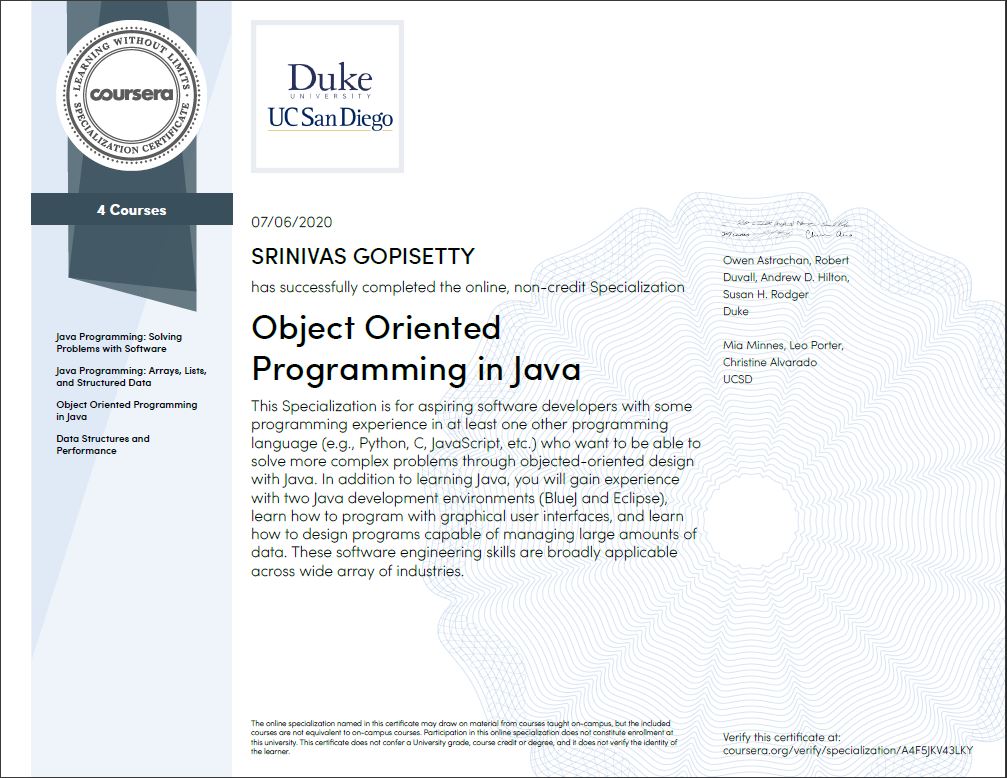 LEARNING WITHOUT LIMITS
coursera
SPECIALIZATION CERTIFICATE
4 Courses
Java Programming: Solving
Problems with Software
Java Programming: Arrays, Lists,
and Structured Data
Object Oriented Programming
in Java
Data Structures and
Performance
Duke
UNIVERSITY
UC San Diego
07/06/2020
SRINIVAS GOPISETTY
has successfully completed the online, non-credit Specialization
Object Oriented
Programming in Java
This Specialization is for aspiring software developers with some
programming experience in at least one other programming
language (e.g., Python, C, JavaScript, etc.) who want to be able to
solve more complex problems through objected-oriented design
with Java. In addition to learning Java, you will gain experience
with two Java development environments (BlueJ and Eclipse),
learn how to program with graphical user interfaces, and learn
how to design programs capable of managing large amounts of
data. These software engineering skills are broadly applicable
across wide array of industries.
Owen Astrachan, Robert
Duvall, Andrew D. Hilton,
Susan H. Rodger
Duke
Mia Minnes, Leo Porter,
Christine Alvarado
UCSD
The online specialization named in this certificate may draw on material from courses taught on-campus, but the included
courses are not equivalent to on-campus courses. Participation in this online specialization does not constitute enrollment at
this university. This certificate does not confer a University grade, course credit or degree, and it does not verify the identity of
the learner.
Verify this certificate at:
coursera.org/verify/specialization/A4F5JKV43LKY